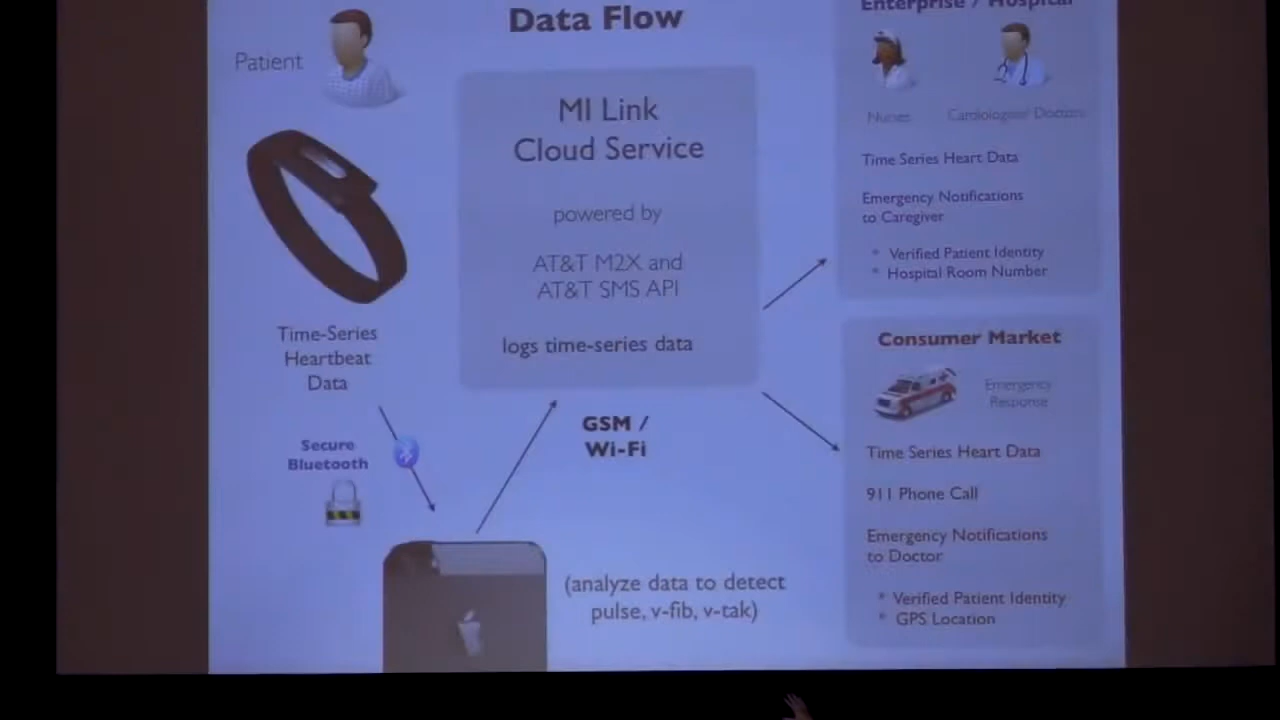 Data Flow
Patient
MI Link
Cloud Service
powered by
AT&T M2X and
AT&T SMS API
logs time-series data
Time-Series
Heartbeat
Data
Secure
Bluetooth
GSM /
Wi-Fi
(analyze data to detect
pulse, v-fib, v-tak)
Enterprise / Hospital
Nurses
Cardiologist/ Doctors
Time Series Heart Data
Emergency Notifications
to Caregiver
* Verified Patient Identity
* Hospital Room Number
Consumer Market
Emergency
Response
Time Series Heart Data
911 Phone Call
Emergency Notifications
to Doctor
* Verified Patient Identity
* GPS Location